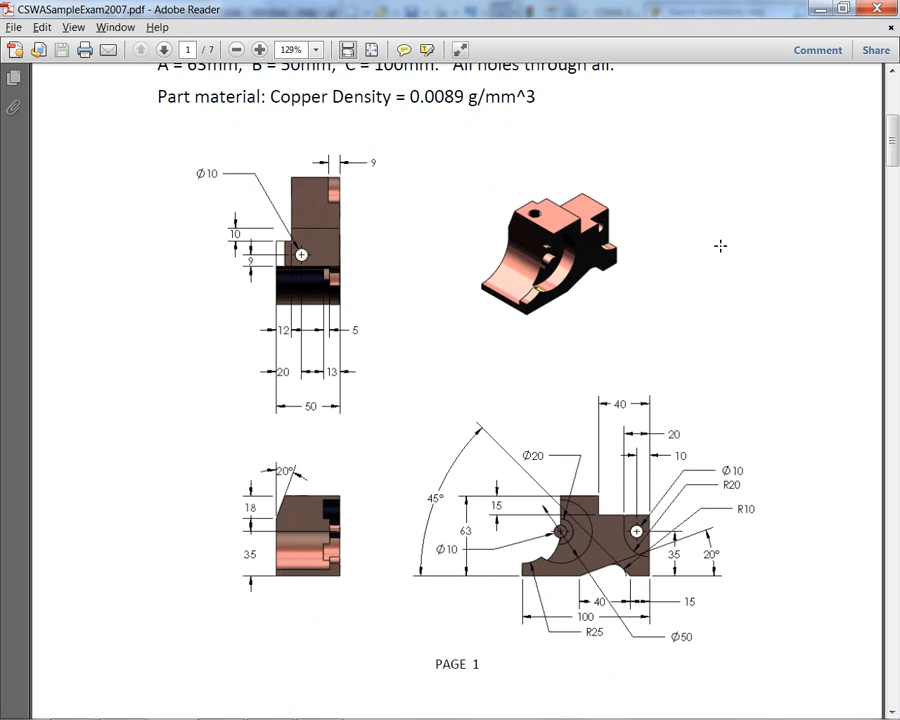 CSWASampleExam2007.pdf - Adobe Reader
File Edit View Window Help
1 / 7 129% Comment Share
A = 63mm, B = 50mm, C = 100mm. All holes through all.
Part material: Copper Density = 0.0089 g/mm^3
9
Ø10
10
9
12 5
20 13
50
40
20
10
Ø20
Ø10
R20
R10
45°
15
63
Ø10
35 20°
40 15
100
R25
Ø50
20°
18
35
PAGE 1